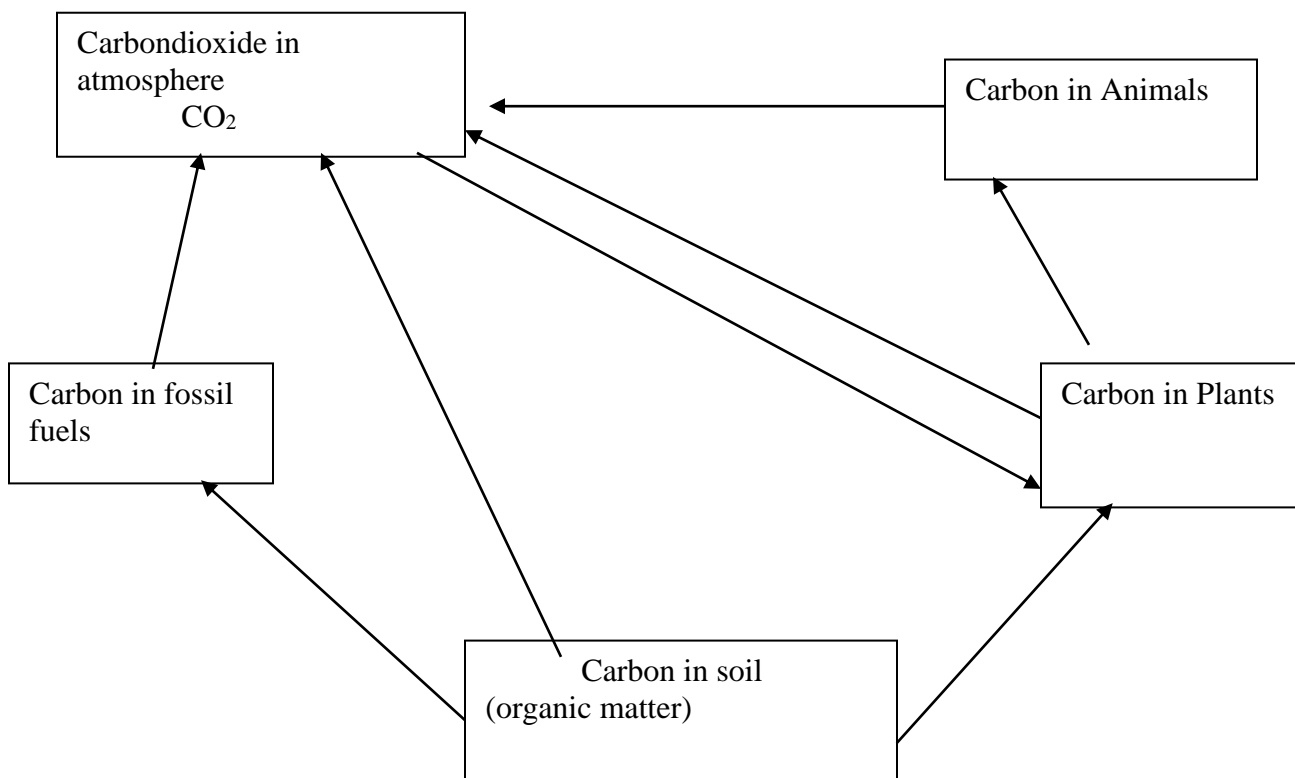 Carbondioxide in
atmosphere
CO₂
Carbon in Animals
Carbon in fossil
fuels
Carbon in Plants
Carbon in soil
(organic matter)